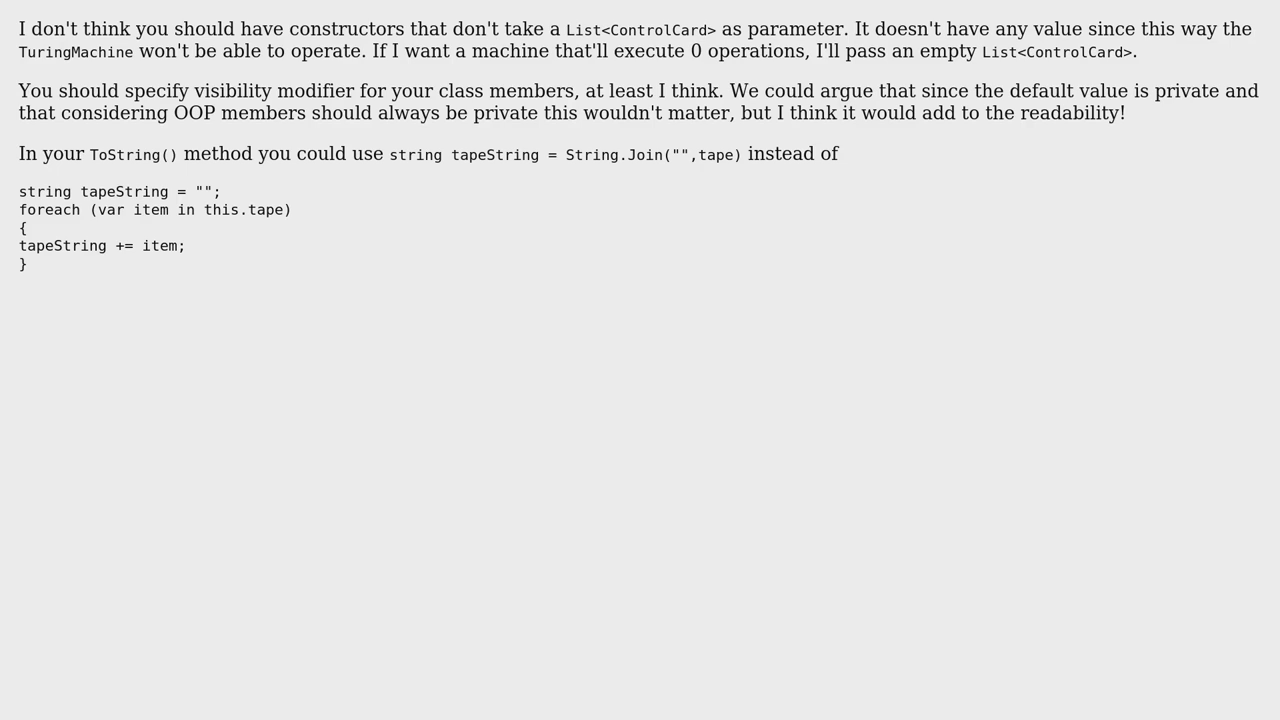 I don't think you should have constructors that don't take a List<ControlCard> as parameter. It doesn't have any value since this way the
TuringMachine won't be able to operate. If I want a machine that'll execute 0 operations, I'll pass an empty List<ControlCard>.
You should specify visibility modifier for your class members, at least I think. We could argue that since the default value is private and
that considering OOP members should always be private this wouldn't matter, but I think it would add to the readability!
In your ToString() method you could use string tapeString = String.Join("",tape) instead of
string tapeString = "";
foreach (var item in this.tape)
{
tapeString += item;
}